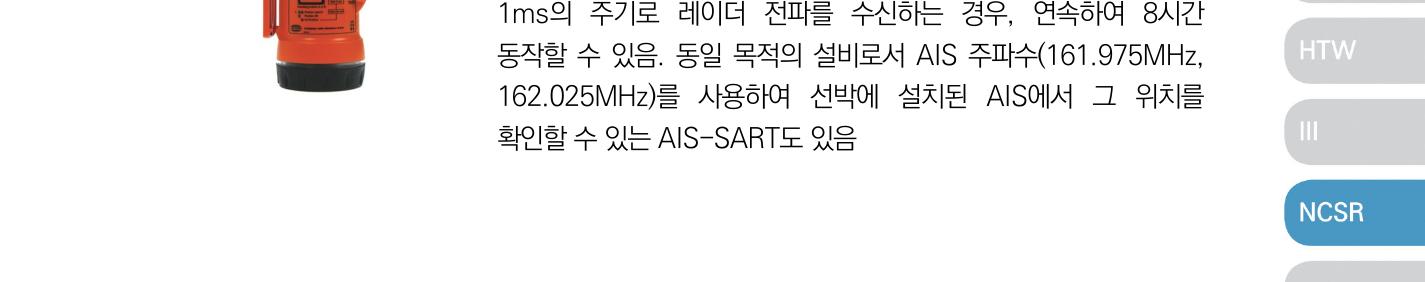 1ms의 주기로 레이더 전파를 수신하는 경우, 연속하여 8시간
동작할 수 있음. 동일 목적의 설비로서 AIS 주파수(161.975MHz,
162.025MHz)를 사용하여 선박에 설치된 AIS에서 그 위치를
확인할 수 있는 AIS-SART도 있음
HTW
III
NCSR